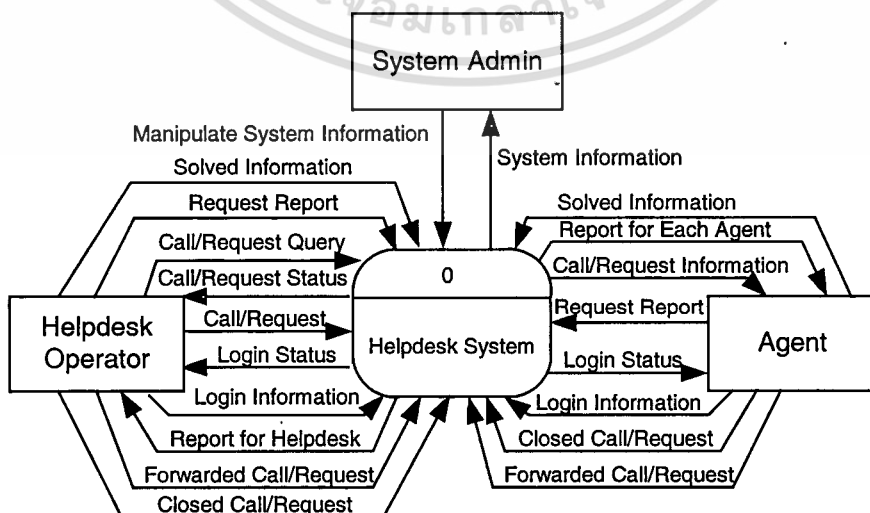 System Admin
Manipulate System Information
System Information
Solved Information
Request Report
Call/Request Query
Call/Request Status
Call/Request
Login Status
Login Information
Report for Helpdesk
Forwarded Call/Request
Closed Call/Request
Helpdesk
Operator
0
Helpdesk System
Solved Information
Report for Each Agent
Call/Request Information
Request Report
Login Status
Login Information
Closed Call/Request
Forwarded Call/Request
Agent